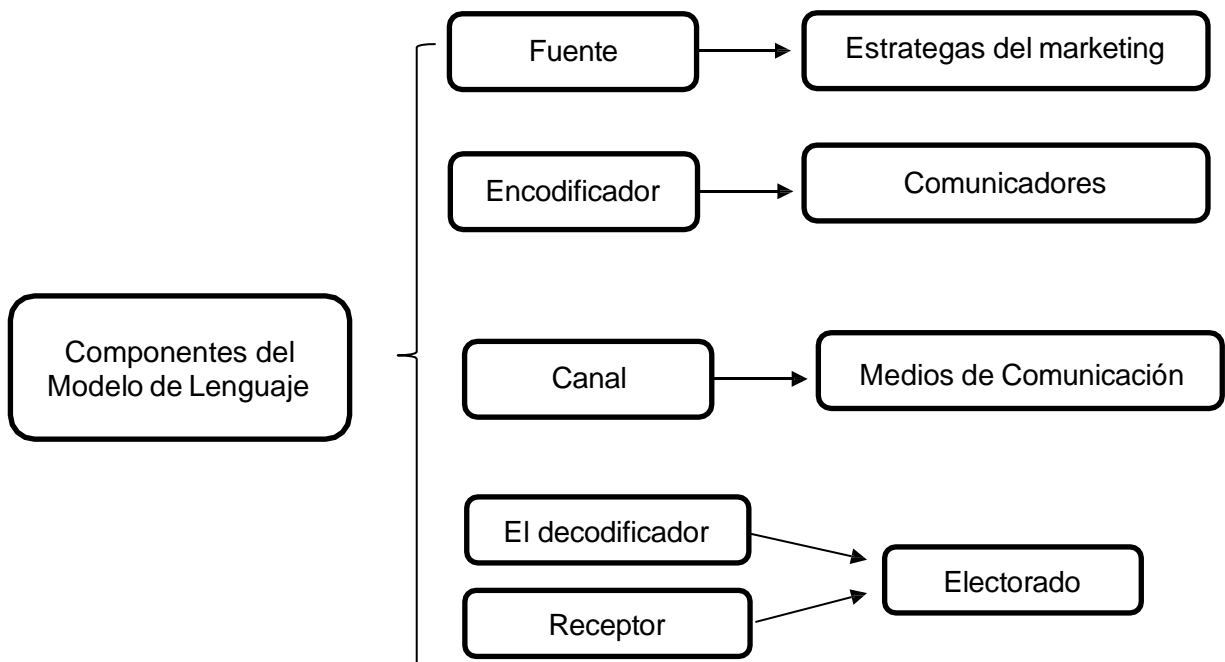 Fuente
Estrategas del marketing
Encodificador
Comunicadores
Componentes del
Modelo de Lenguaje
Canal
Medios de Comunicación
El decodificador
Electorado
Receptor